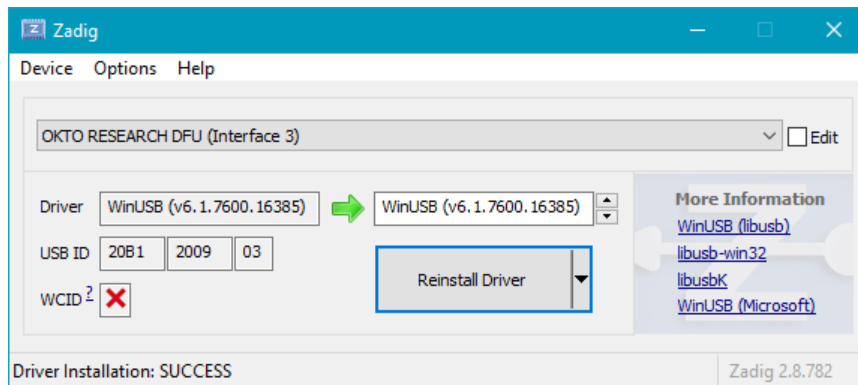 Zadig
Device Options Help
OKTO RESEARCH DFU (Interface 3)
Edit
Driver
WinUSB (v6.1.7600.16385)
WinUSB (v6.1.7600.16385)
USB ID
20B1
2009
03
WCID ?
Reinstall Driver
More Information
WinUSB (libusb)
libusb-win32
libusbK
WinUSB (Microsoft)
Driver Installation: SUCCESS
Zadig 2.8.782